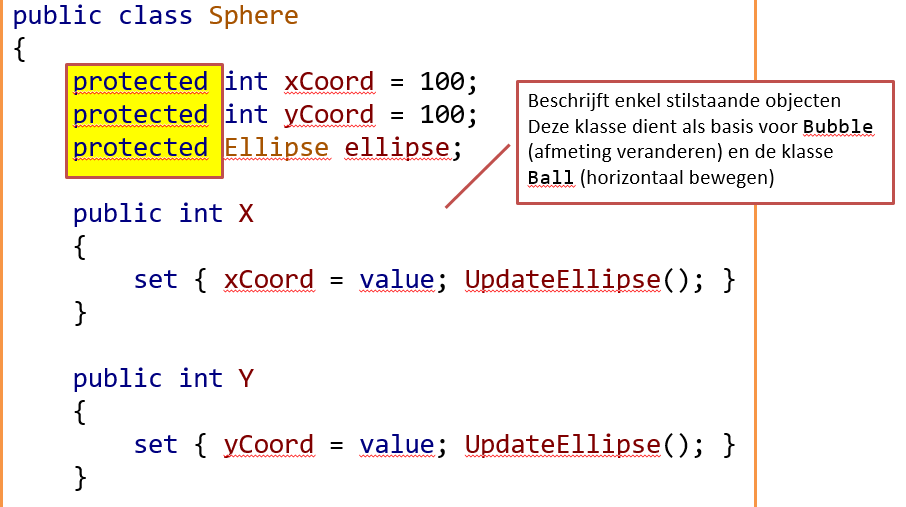 public class Sphere
{
protected int xCoord = 100;
protected int yCoord = 100;
protected Ellipse ellipse;
Beschrijft enkel stilstaande objecten
Deze klasse dient als basis voor Bubble
(afmeting veranderen) en de klasse
Ball (horizontaal bewegen)
public int X
{
set { xCoord = value; UpdateEllipse(); }
}
public int Y
{
set { yCoord = value; UpdateEllipse(); }
}